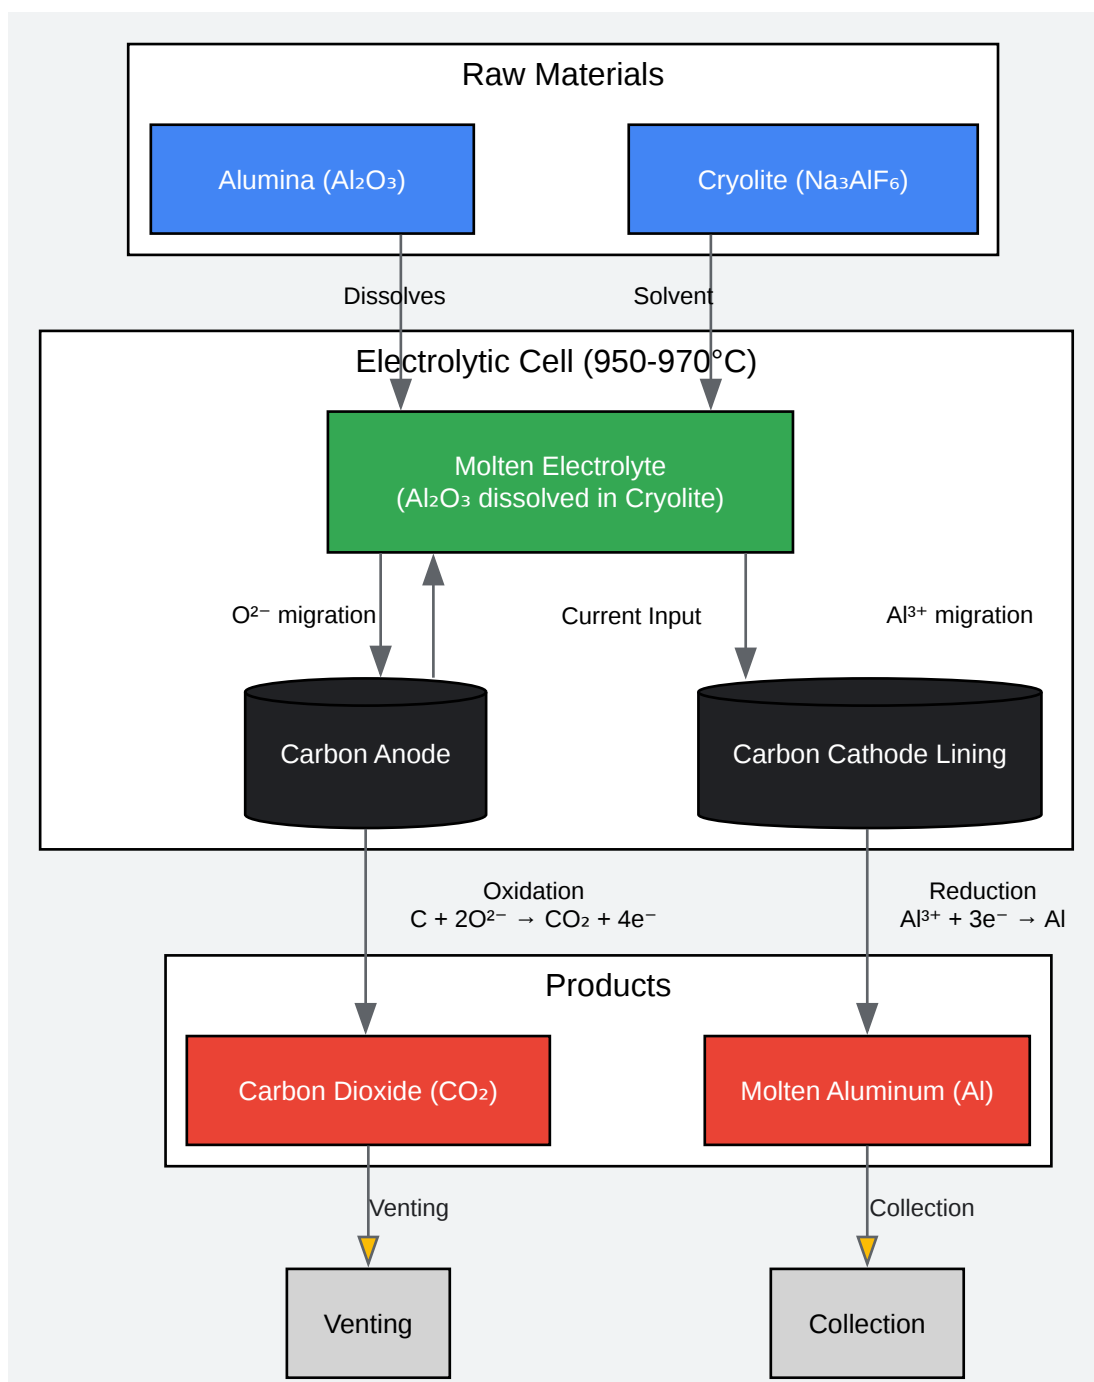 Raw Materials
Alumina (Al₂O₃)
Cryolite (Na₃AlF₆)
Dissolves
Solvent
Electrolytic Cell (950-970°C)
Molten Electrolyte
(Al₂O₃ dissolved in Cryolite)
O²⁻ migration
Current Input
Al³⁺ migration
Carbon Anode
Carbon Cathode Lining
Oxidation
C + 2O²⁻ → CO₂ + 4e⁻
Reduction
Al³⁺ + 3e⁻ → Al
Products
Carbon Dioxide (CO₂)
Molten Aluminum (Al)
Venting
Collection
Venting
Collection